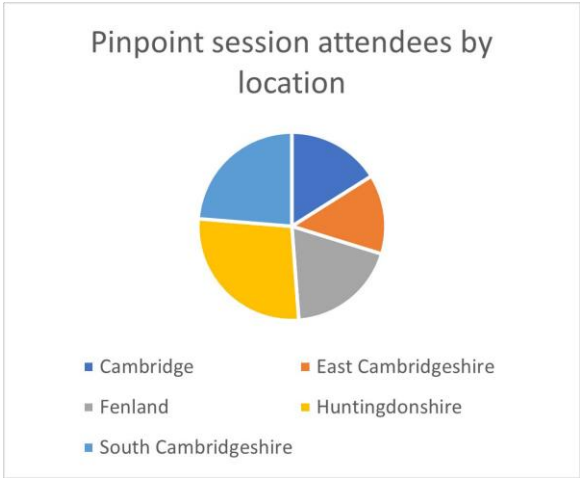 Pinpoint session attendees by
location
Cambridge
East Cambridgeshire
Fenland
Huntingdonshire
South Cambridgeshire